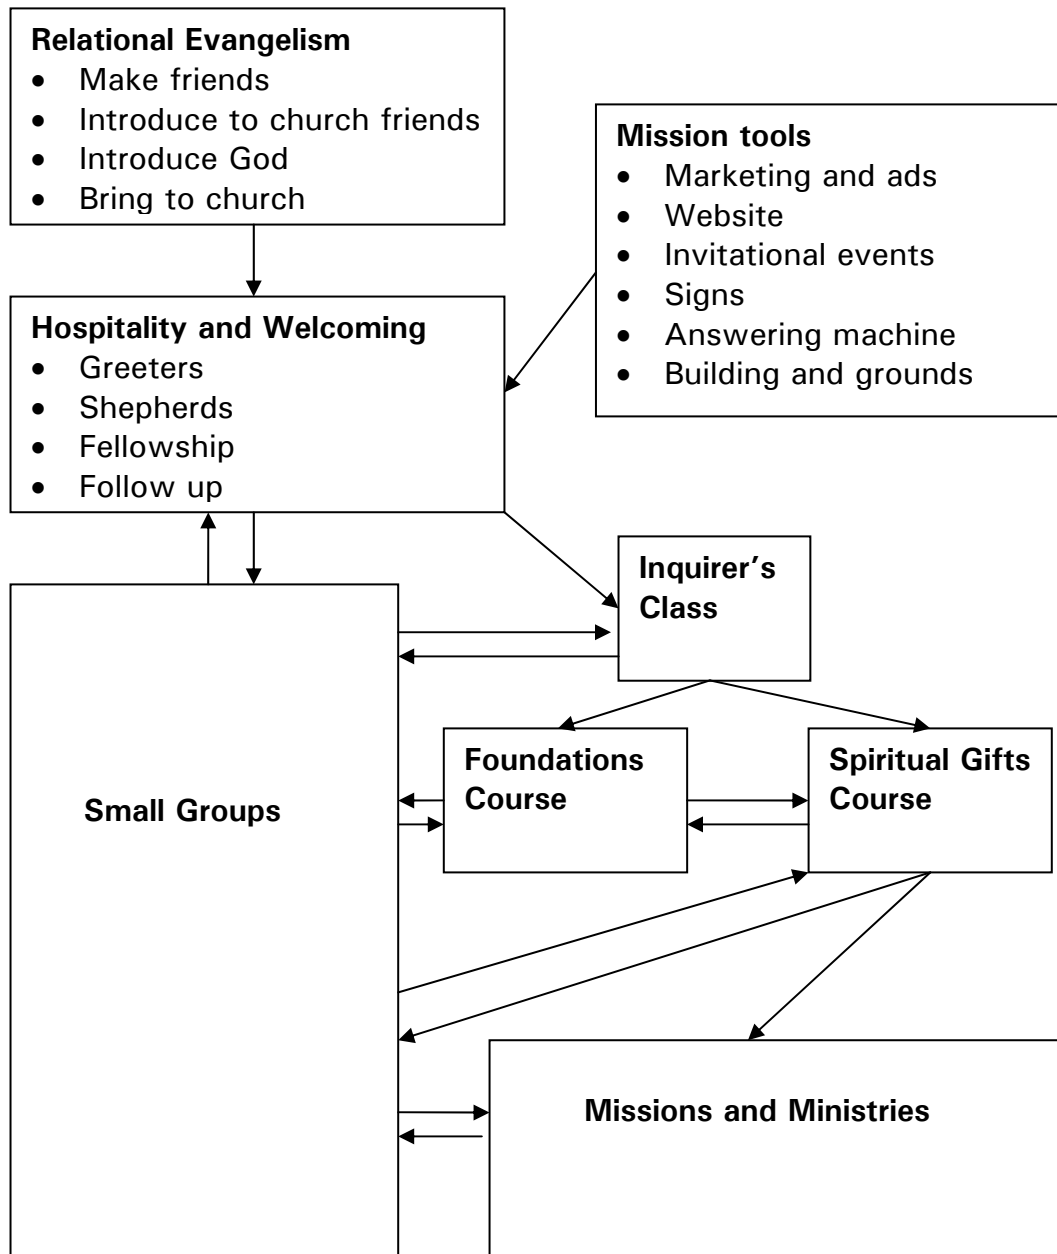 Relational Evangelism
• Make friends
• Introduce to church friends
• Introduce God
• Bring to church
Mission tools
• Marketing and ads
• Website
• Invitational events
• Signs
• Answering machine
• Building and grounds
Hospitality and Welcoming
• Greeters
• Shepherds
• Fellowship
• Follow up
Inquirer’s
Class
Foundations
Course
Spiritual Gifts
Course
Small Groups
Missions and Ministries